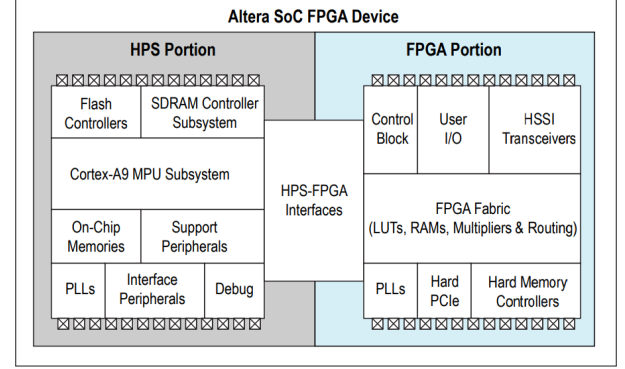 Altera SoC FPGA Device
HPS Portion
FPGA Portion
Flash
Controllers
SDRAM Controller
Subsystem
Cortex-A9 MPU Subsystem
On-Chip
Memories
Support
Peripherals
PLLs
Interface
Peripherals
Debug
HPS-FPGA
Interfaces
Control
Block
User
I/O
HSSI
Transceivers
FPGA Fabric
(LUTs, RAMs, Multipliers & Routing)
PLLs
Hard
PCIe
Hard Memory
Controllers